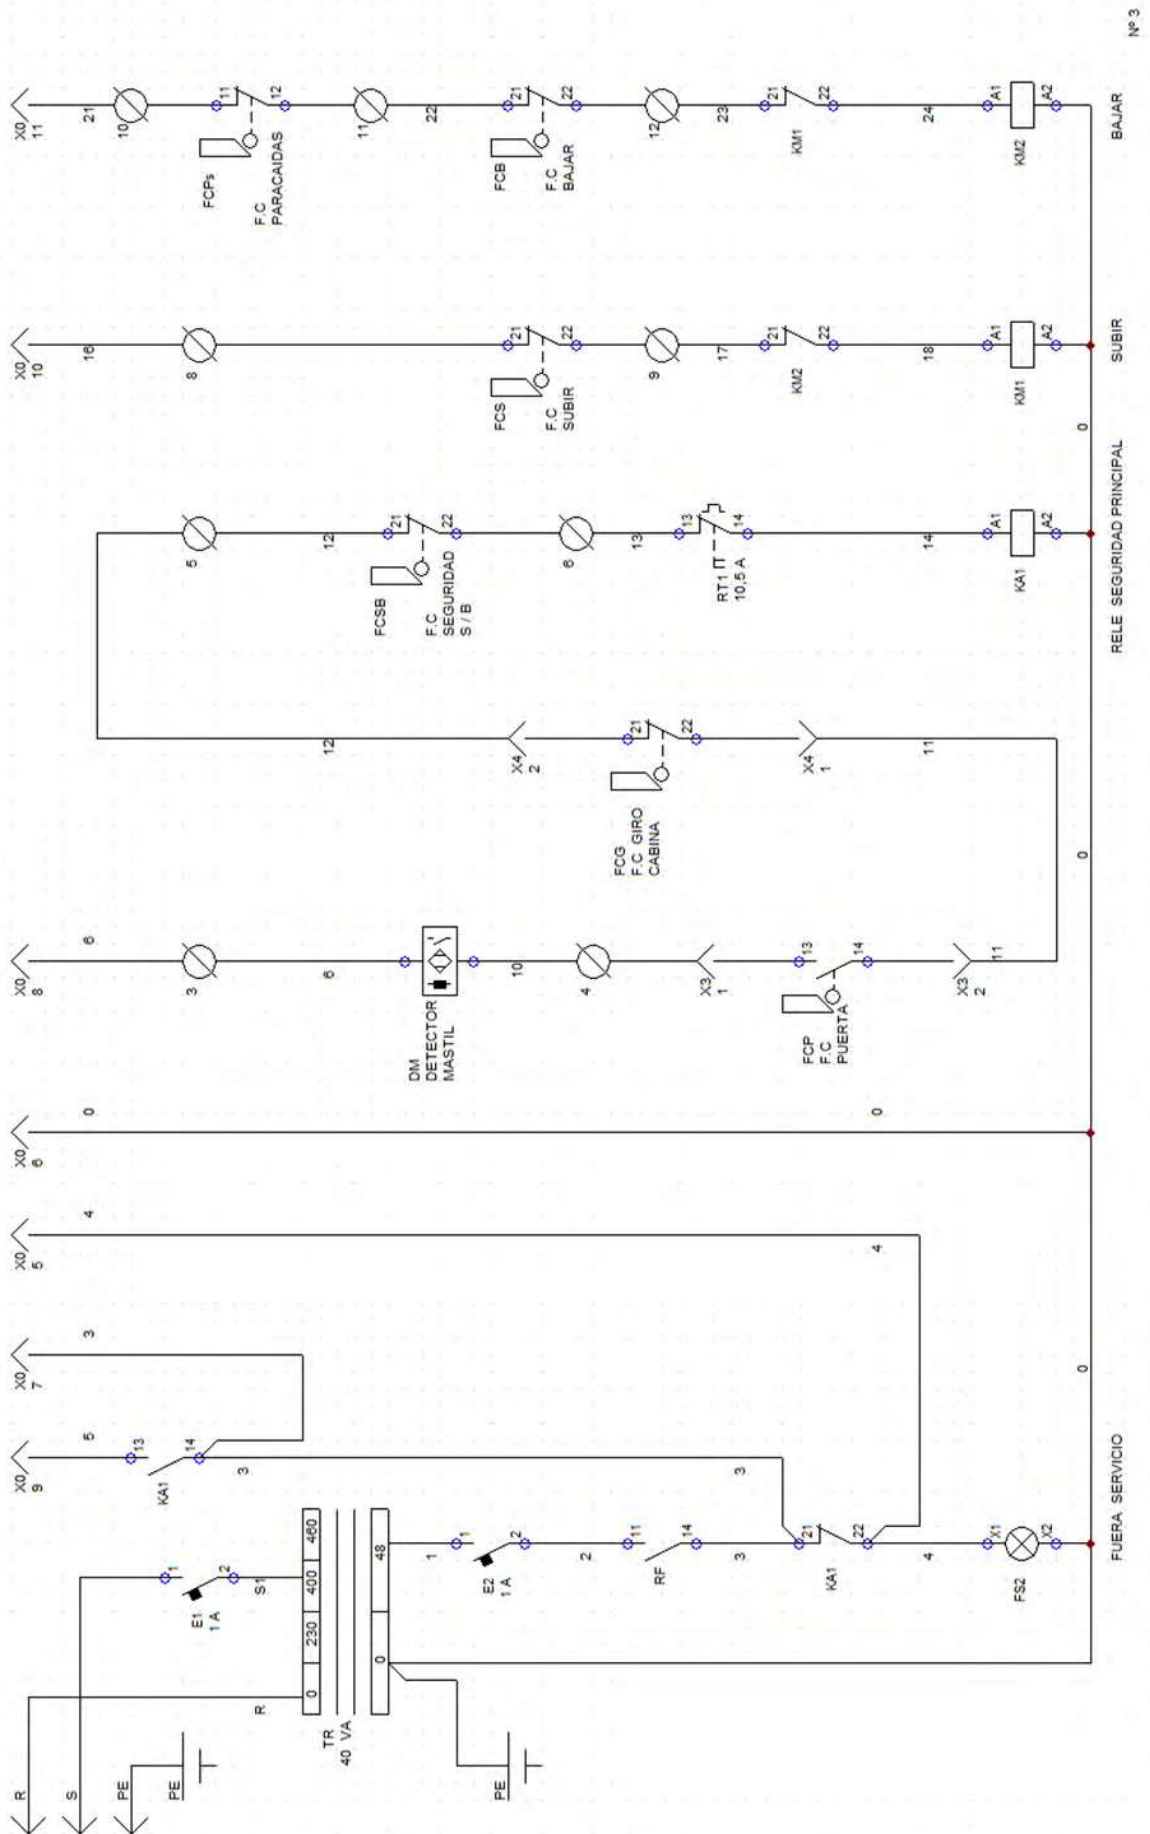 R
S
PE
PE
R
TR
40 VA
0
230
400
460
0
48
PE
E1
1 A
1
2
S1
1
E2
1 A
1
2
2
RF
11
14
3
KA1
21
22
4
FS2
X1
X2
FUERA SERVICIO
X0
9
5
KA1
13
14
3
3
X0
7
3
0
X0
5
4
4
X0
6
0
0
X0
8
6
3
6
DM
DETECTOR
MASTIL
10
4
X3
1
FCP
F.C
PUERTA
13
14
X3
2
11
0
12
X4
2
FCG
F.C GIRO
CABINA
21
22
X4
1
11
5
12
FCSB
F.C
SEGURIDAD
S / B
21
22
6
13
RT1
10,5 A
13
14
14
KA1
A1
A2
RELE SEGURIDAD PRINCIPAL
0
X0
10
16
8
FCS
F.C
SUBIR
21
22
9
17
KM2
21
22
18
KM1
A1
A2
SUBIR
X0
11
21
10
FCPs
F.C
PARACAIDAS
11
12
11
22
FCB
F.C
BAJAR
21
22
12
23
KM1
21
22
24
KM2
A1
A2
BAJAR
Nº 3